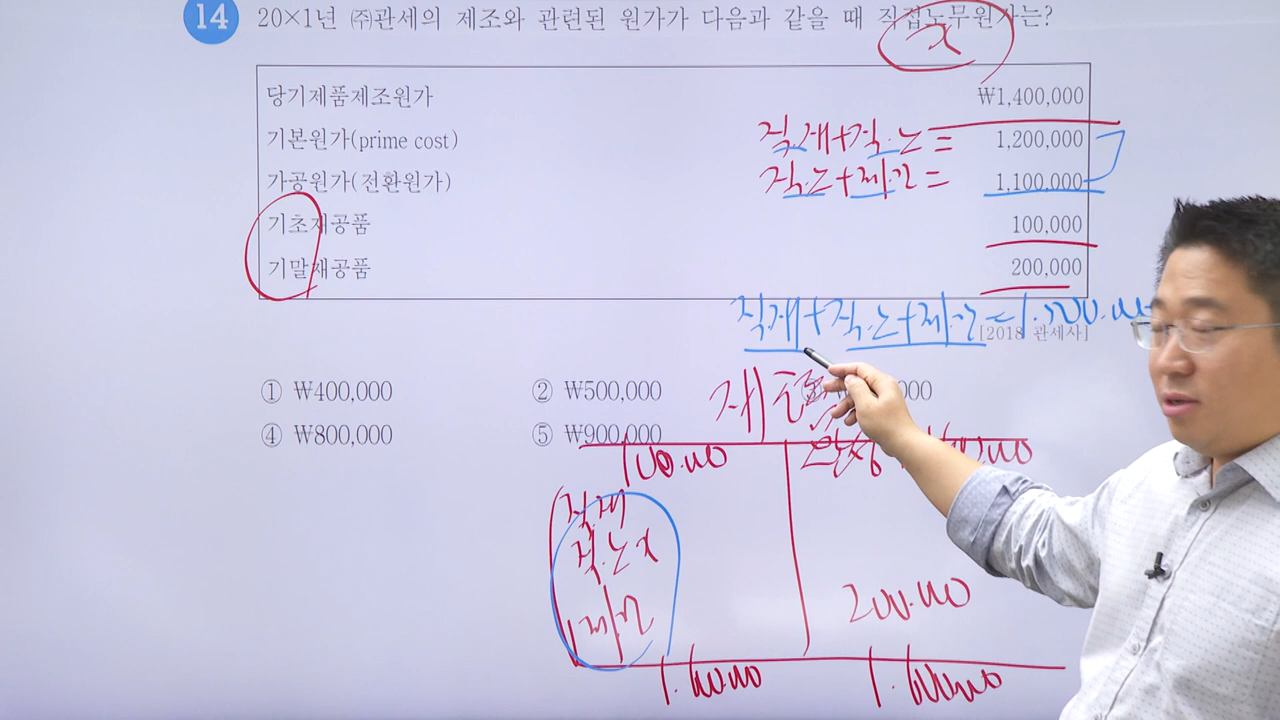 14 20×1년 ㈜관세의 제조와 관련된 원가가 다음과 같을 때 직접노무원가는?
x
당기제품제조원가 ₩1,400,000
기본원가(prime cost) 직.재+직.노= 1,200,000
가공원가(전환원가) 직.노+제.간= 1,100,000
기초재공품 100,000
기말재공품 200,000
직재+직.노+제.간=
[2018 관세사]
① ₩400,000 ② ₩500,000
④ ₩800,000 ⑤ ₩900,000
100.000 완성
직재
직.노 x
제간
200.000
1.600.000 1.600.000